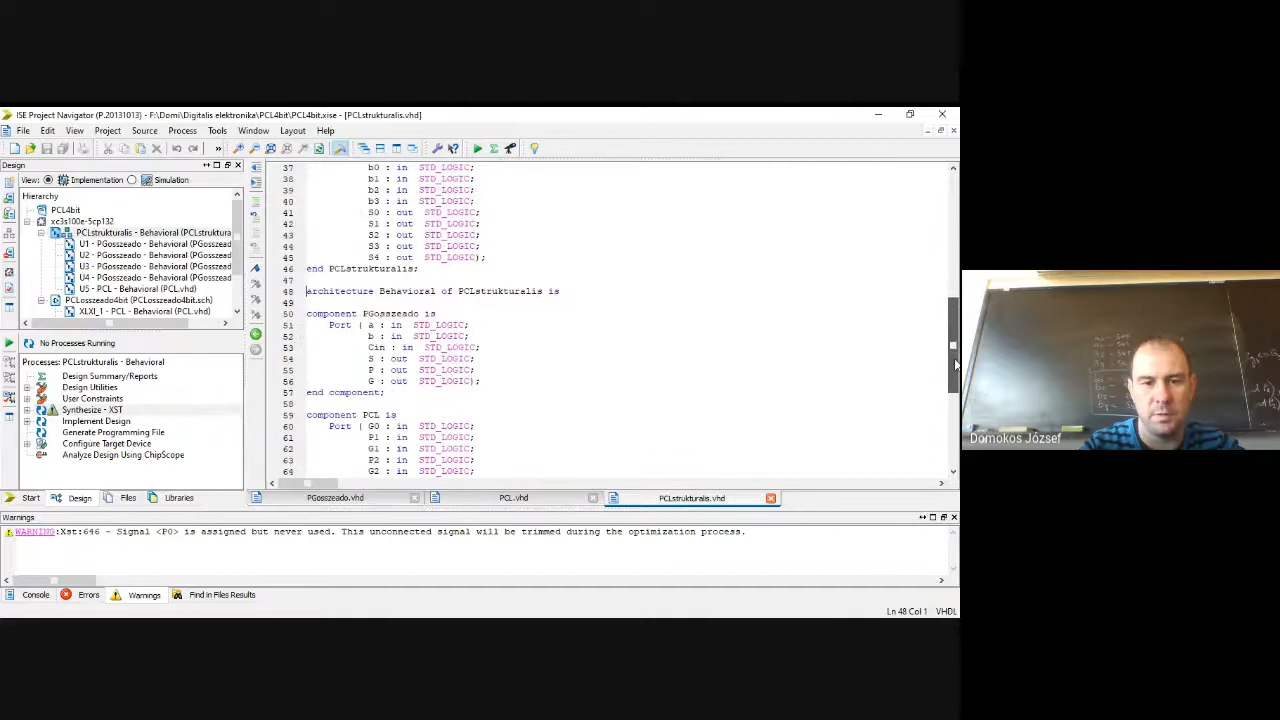 ISE Project Navigator (P.20131013) - F:\Domi\Digitalis elektronika\PCL4bit\PCL4bit.xise - [PCLstrukturalis.vhd]
File Edit View Project Source Process Tools Window Layout Help
Design
View: Implementation Simulation
Hierarchy
PCL4bit
xc3s100e-5cp132
PCLstrukturalis - Behavioral (PCLstruktura
U1 - PGosszeado - Behavioral (PGosszead
U2 - PGosszeado - Behavioral (PGosszead
U3 - PGosszeado - Behavioral (PGosszead
U4 - PGosszeado - Behavioral (PGosszead
U5 - PCL - Behavioral (PCL.vhd)
PCLosszeado4bit (PCLosszeado4bit.sch)
XLXI_1 - PCL - Behavioral (PCL.vhd)
No Processes Running
Processes: PCLstrukturalis - Behavioral
Design Summary/Reports
Design Utilities
User Constraints
Synthesize - XST
Implement Design
Generate Programming File
Configure Target Device
Analyze Design Using ChipScope
Start Design Files Libraries
37 b0 : in STD_LOGIC;
38 b1 : in STD_LOGIC;
39 b2 : in STD_LOGIC;
40 b3 : in STD_LOGIC;
41 S0 : out STD_LOGIC;
42 S1 : out STD_LOGIC;
43 S2 : out STD_LOGIC;
44 S3 : out STD_LOGIC;
45 S4 : out STD_LOGIC);
46 end PCLstrukturalis;
47
48 architecture Behavioral of PCLstrukturalis is
49
50 component PGosszeado is
51 Port ( a : in STD_LOGIC;
52 b : in STD_LOGIC;
53 Cin : in STD_LOGIC;
54 S : out STD_LOGIC;
55 P : out STD_LOGIC;
56 G : out STD_LOGIC);
57 end component;
58
59 component PCL is
60 Port ( G0 : in STD_LOGIC;
61 P1 : in STD_LOGIC;
62 G1 : in STD_LOGIC;
63 P2 : in STD_LOGIC;
64 G2 : in STD_LOGIC;
PGosszeado.vhd PCL.vhd PCLstrukturalis.vhd
Warnings
WARNING:Xst:646 - Signal <P0> is assigned but never used. This unconnected signal will be trimmed during the optimization process.
Console Errors Warnings Find in Files Results
Ln 48 Col 1 VHDL
Domokos József